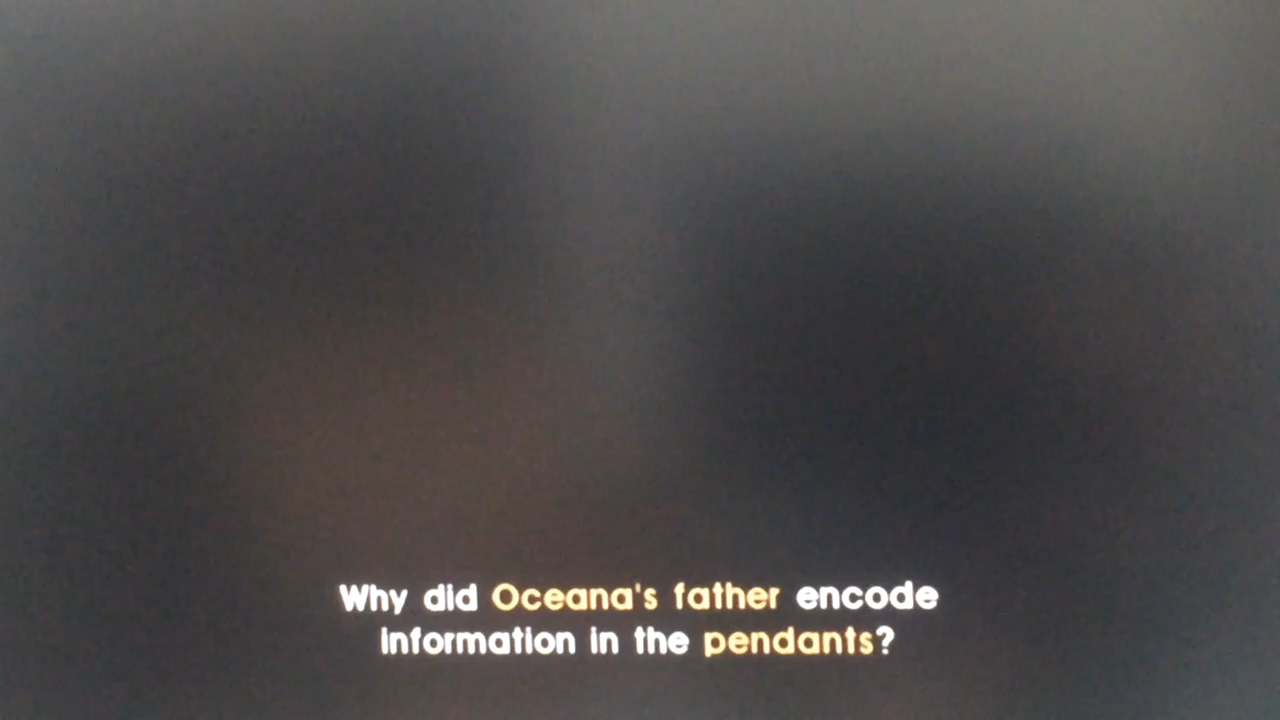 Why did Oceana's father encode
information in the pendants?